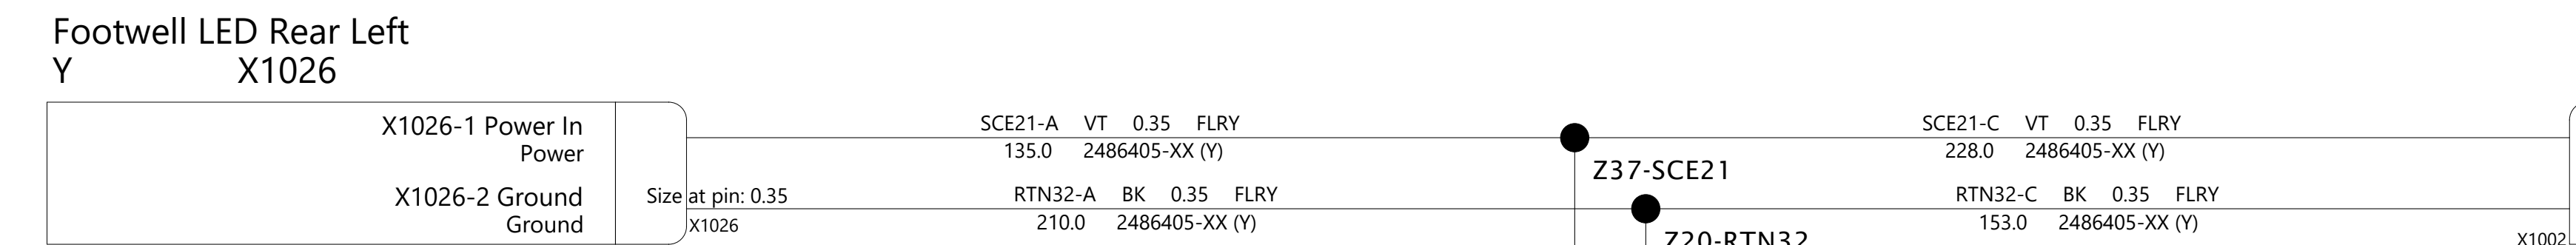 Footwell LED Rear Left
Y X1026
X1026-1 Power In
Power
SCE21-A VT 0.35 FLRY
135.0 2486405-XX (Y)
Z37-SCE21
SCE21-C VT 0.35 FLRY
228.0 2486405-XX (Y)
X1026-2 Ground
Ground
Size at pin: 0.35
X1026
RTN32-A BK 0.35 FLRY
210.0 2486405-XX (Y)
Z20-RTN32
RTN32-C BK 0.35 FLRY
153.0 2486405-XX (Y)
X1002